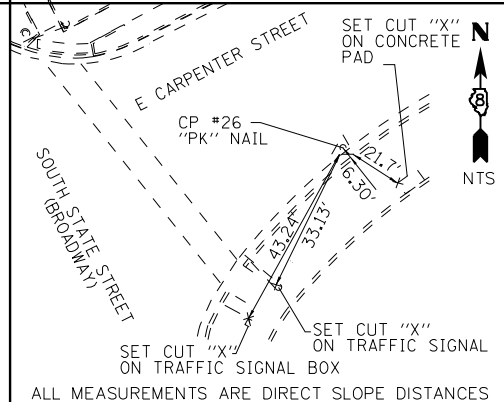 SET CUT "X"
ON CONCRETE
PAD
N
8
NTS
E CARPENTER STREET
CP #26
"PK" NAIL
21.7'
6.30'
43.24'
33.13'
SOUTH STATE STREET
(BROADWAY)
SET CUT "X"
ON TRAFFIC SIGNAL
SET CUT "X"
ON TRAFFIC SIGNAL BOX
ALL MEASUREMENTS ARE DIRECT SLOPE DISTANCES